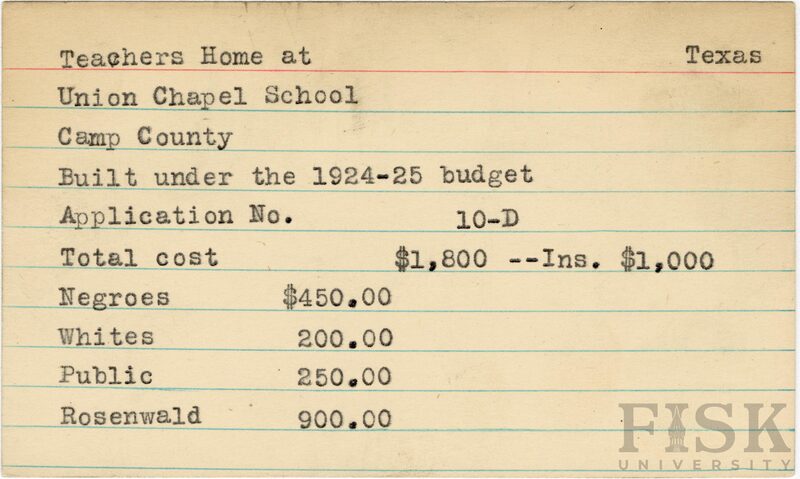 Teachers Home at Texas
Union Chapel School
Camp County
Built under the 1924-25 budget
Application No. 10-D
Total cost $1,800 --Ins. $1,000
Negroes $450.00
Whites 200.00
Public 250.00
Rosenwald 900.00
FISK
UNIVERSITY